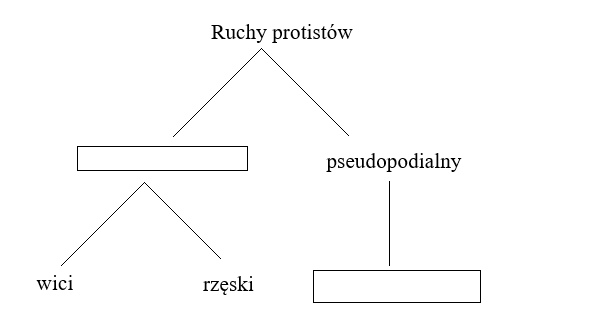 Ruchy protistów
pseudopodialny
wici
rzęski